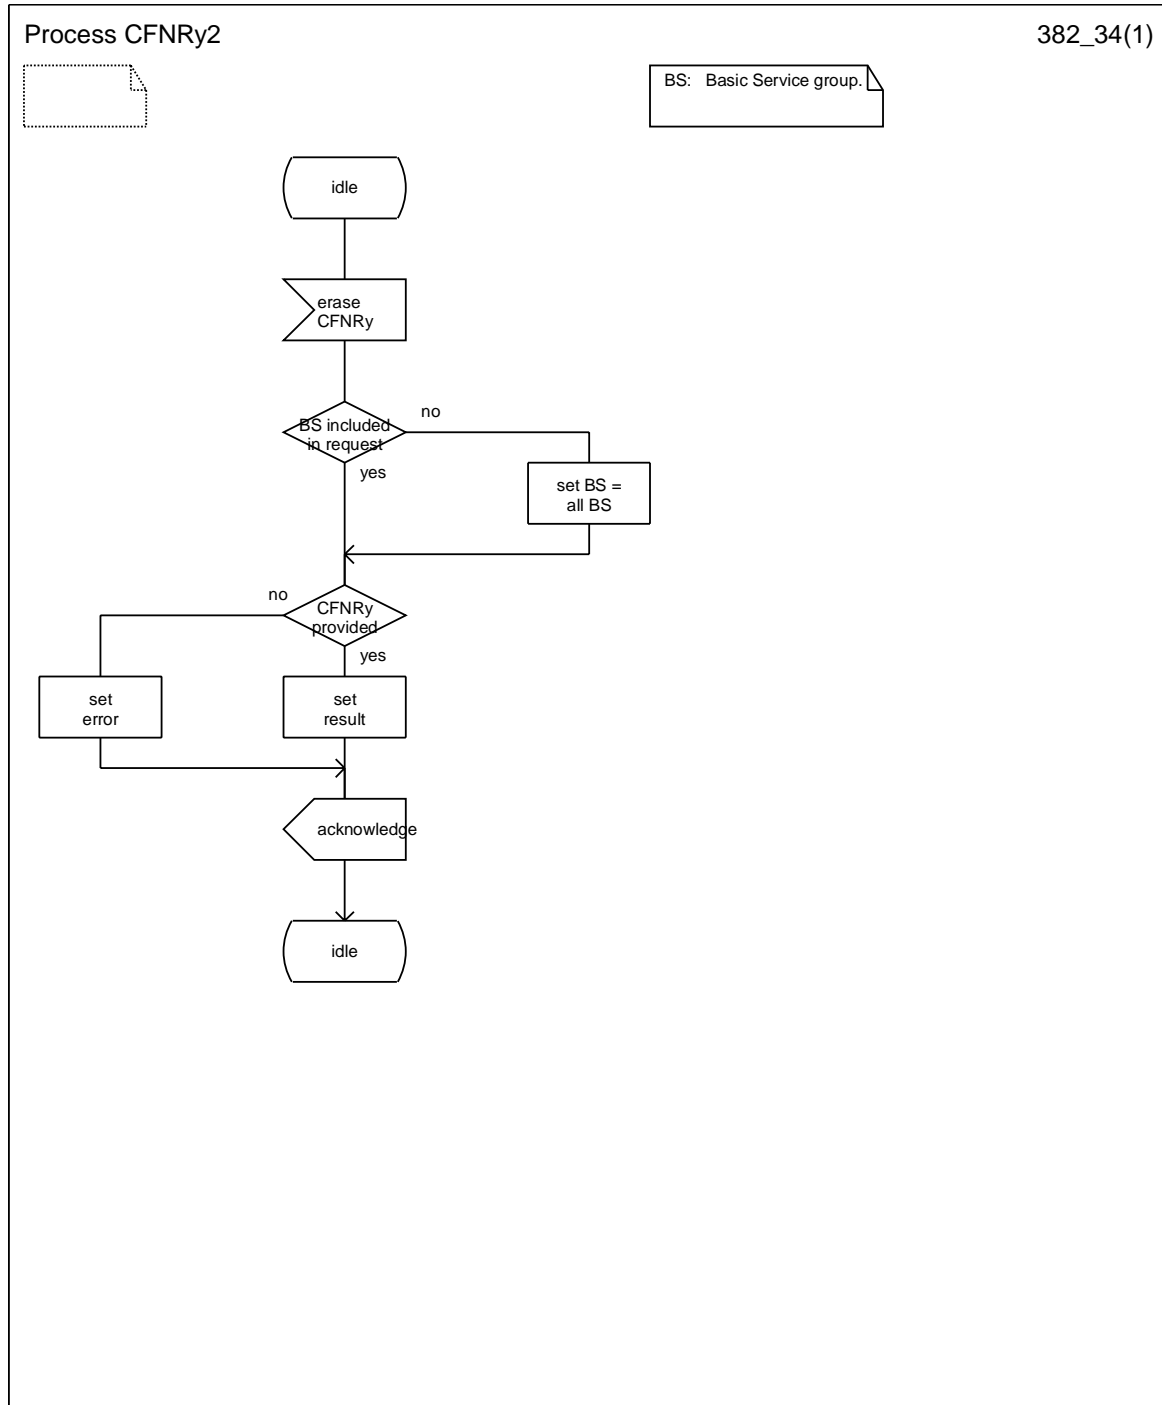 Process CFNRy2
382_34(1)
BS: Basic Service group.
idle
erase
CFNRy
BS included
in request
no
yes
set BS =
all BS
no
CFNRy
provided
yes
set
error
set
result
acknowledge
idle